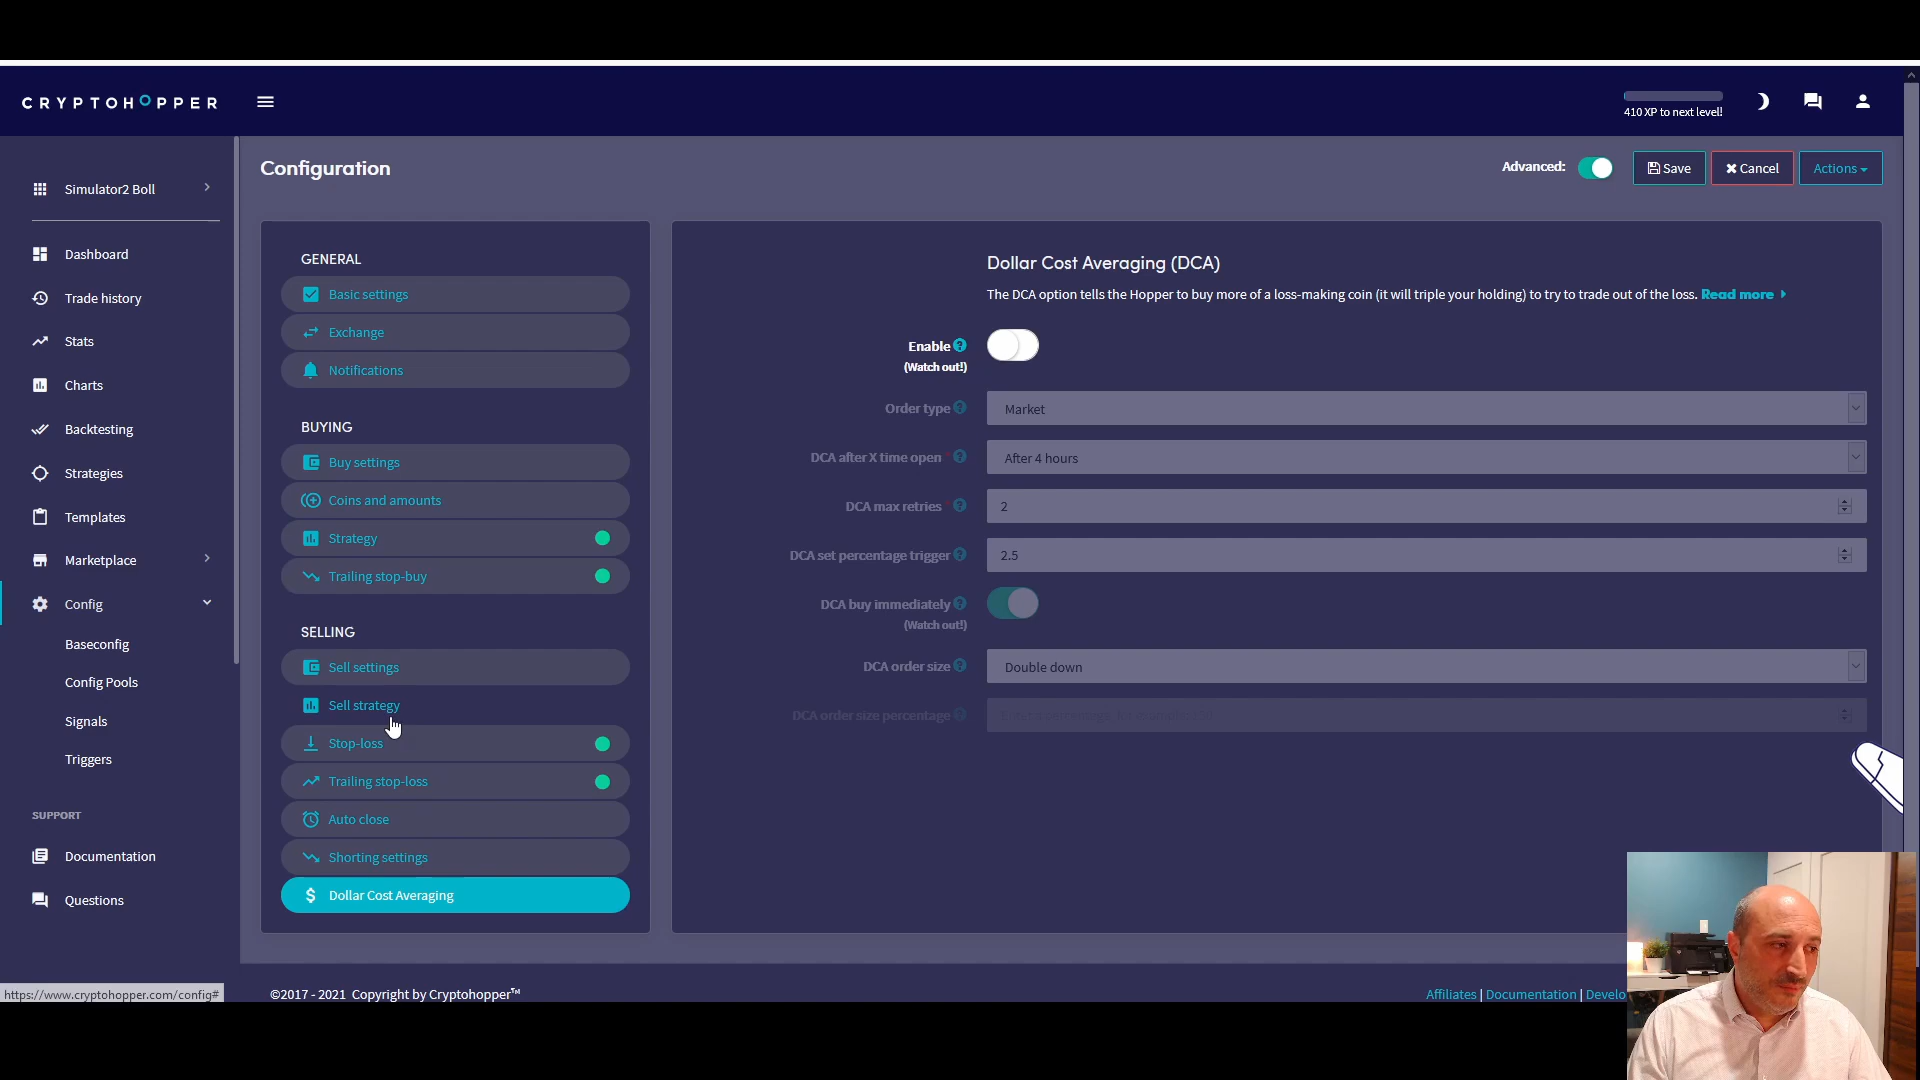 CRYPTOHOPPER
410 XP to next level!
Simulator2 Boll
Dashboard
Trade history
Stats
Charts
Backtesting
Strategies
Templates
Marketplace
Config
Baseconfig
Config Pools
Signals
Triggers
SUPPORT
Documentation
Questions
https://www.cryptohopper.com/config#
Configuration
Advanced:
Save
Cancel
Actions
GENERAL
Basic settings
Exchange
Notifications
BUYING
Buy settings
Coins and amounts
Strategy
Trailing stop-buy
SELLING
Sell settings
Sell strategy
Stop-loss
Trailing stop-loss
Auto close
Shorting settings
$ Dollar Cost Averaging
Dollar Cost Averaging (DCA)
The DCA option tells the Hopper to buy more of a loss-making coin (it will triple your holding) to try to trade out of the loss. Read more
Enable ?
(Watch out!)
Order type ? Market
DCA after X time open * ? After 4 hours
DCA max retries * ? 2
DCA set percentage trigger ? 2.5
DCA buy immediately ?
(Watch out!)
DCA order size ? Double down
DCA order size percentage ?
©2017 - 2021 Copyright by Cryptohopper™
Affiliates | Documentation | Develo